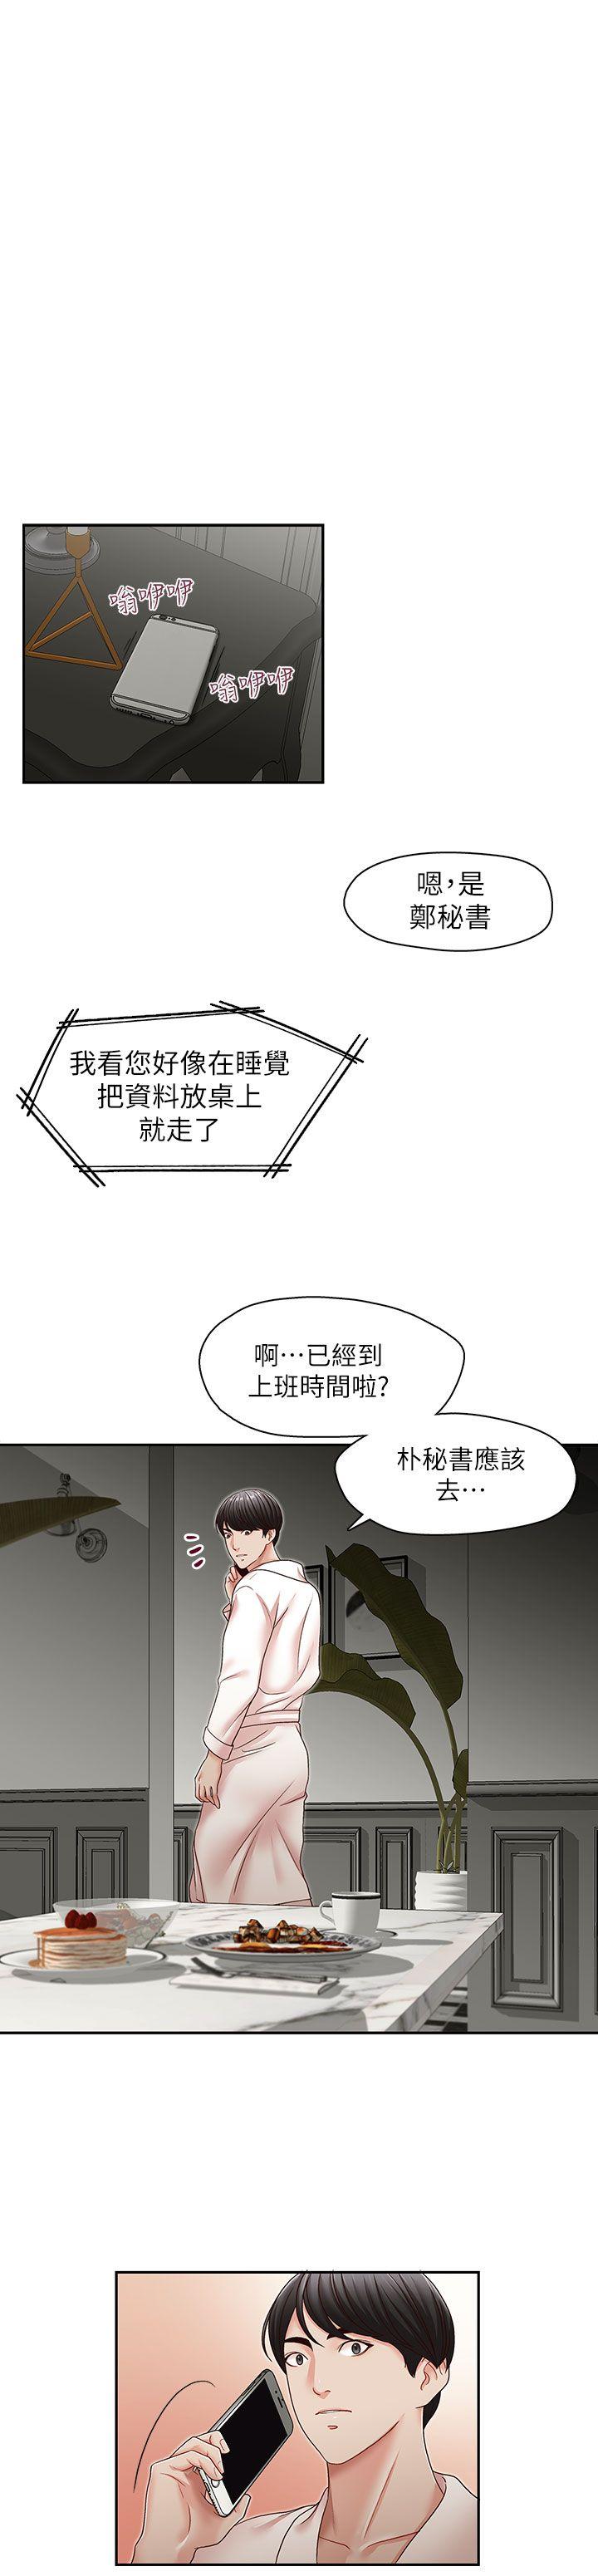 嗡咿咿
嗡咿咿
嗯，是
鄭秘書
我看您好像在睡覺
把資料放桌上
就走了
啊⋯已經到
上班時間啦?
朴秘書應該
去⋯